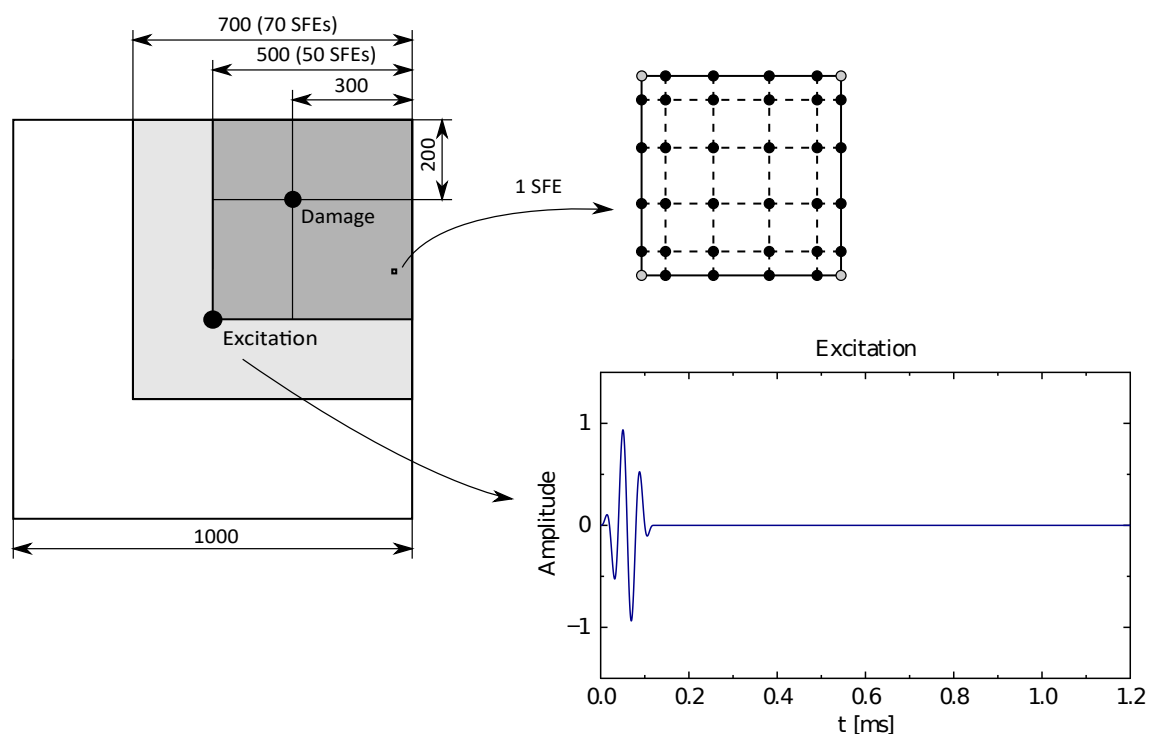 700 (70 SFEs)
500 (50 SFEs)
300
200
Damage
1 SFE
Excitation
1000
Excitation
Amplitude
1
0
−1
0.0 0.2 0.4 0.6 0.8 1.0 1.2
t [ms]